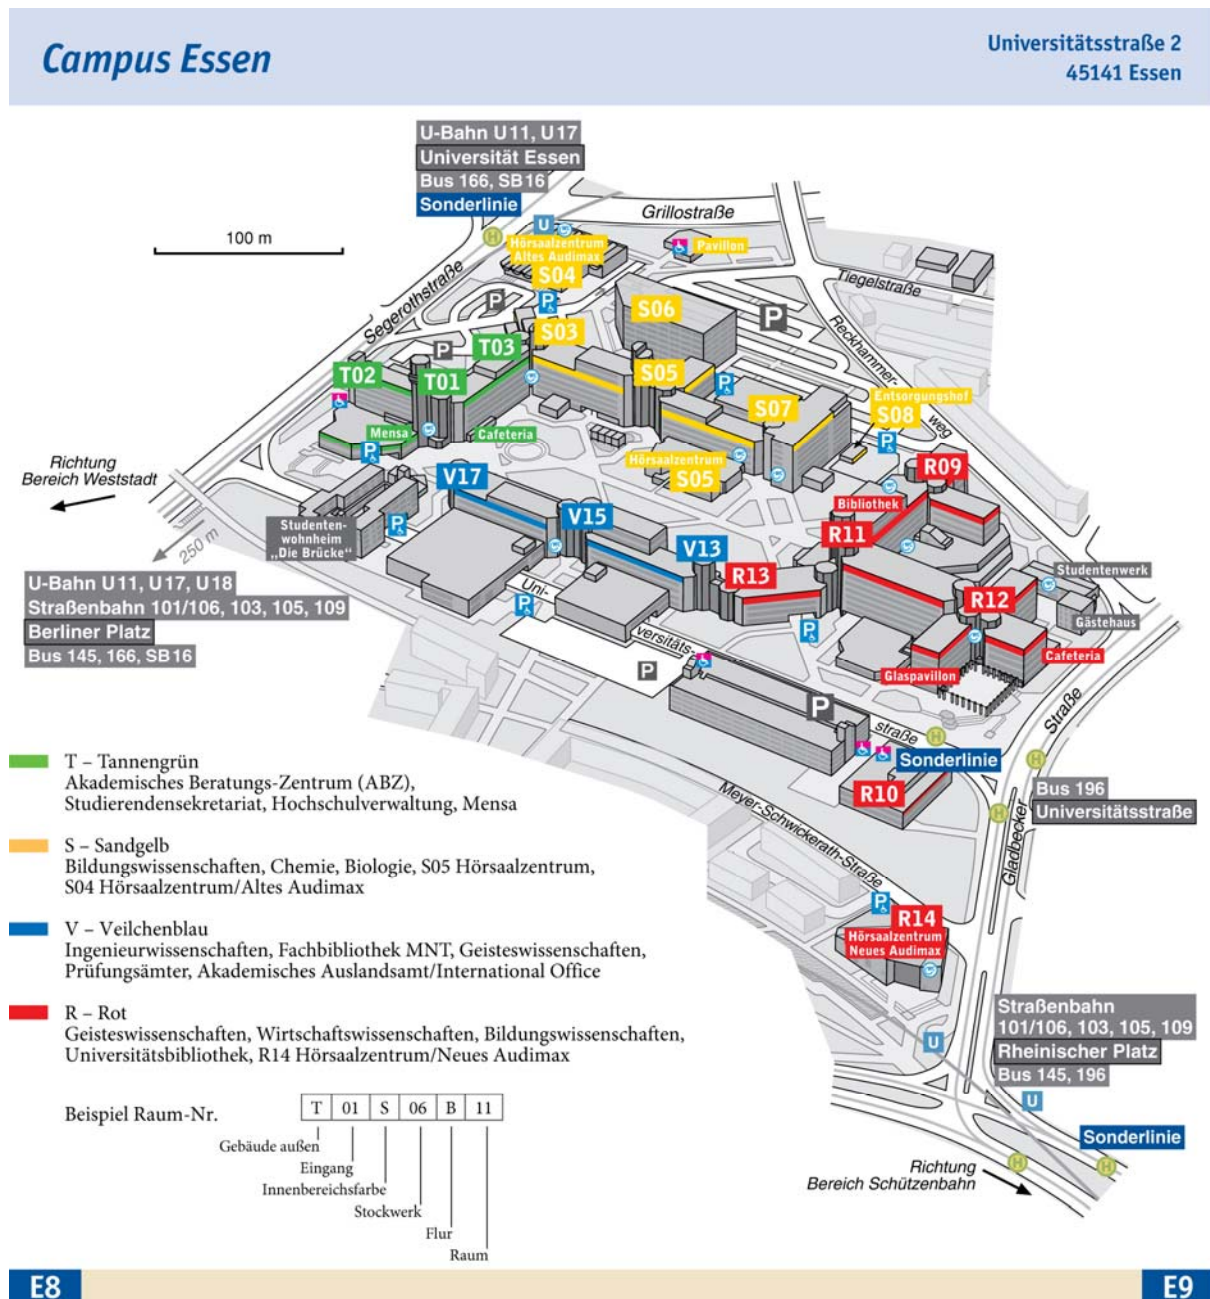 Campus Essen
Universitätsstraße 2
45141 Essen
U-Bahn U11, U17
Universität Essen
Bus 166, SB16
Sonderlinie
100 m
Grillostraße
Segerothstraße
Tiegelstraße
Reckhammer-
weg
U
H
Hörsaalzentrum
Altes Audimax
S04
Pavillon
P
P
P
P
S06
S03
T03
T02
T01
S05
S07
P
Entsorgungshof
S08
P
Mensa
Cafeteria
P
Hörsaalzentrum
S05
Richtung
Bereich Weststadt
250 m
V17
V15
V13
R09
Bibliothek
R11
R13
R12
Studentenwerk
Gästehaus
Cafeteria
Glaspavillon
Studenten-
wohnheim
„Die Brücke“
P
U-Bahn U11, U17, U18
Straßenbahn 101/106, 103, 105, 109
Berliner Platz
Bus 145, 166, SB16
Uni-
versitäts-
straße
P
P
P
P
H
Sonderlinie
R10
Straße
Gladbecker
H
Bus 196
Universitätsstraße
H
Meyer-Schwickerath-Straße
P
R14
Hörsaalzentrum
Neues Audimax
T – Tannengrün
Akademisches Beratungs-Zentrum (ABZ),
Studierendensekretariat, Hochschulverwaltung, Mensa
S – Sandgelb
Bildungswissenschaften, Chemie, Biologie, S05 Hörsaalzentrum,
S04 Hörsaalzentrum/Altes Audimax
V – Veilchenblau
Ingenieurwissenschaften, Fachbibliothek MNT, Geisteswissenschaften,
Prüfungsämter, Akademisches Auslandsamt/International Office
R – Rot
Geisteswissenschaften, Wirtschaftswissenschaften, Bildungswissenschaften,
Universitätsbibliothek, R14 Hörsaalzentrum/Neues Audimax
Straßenbahn
101/106, 103, 105, 109
Rheinischer Platz
Bus 145, 196
U
U
Sonderlinie
H
H
Richtung
Bereich Schützenbahn
Beispiel Raum-Nr.
T 01 S 06 B 11
Gebäude außen
Eingang
Innenbereichsfarbe
Stockwerk
Flur
Raum
E8
E9